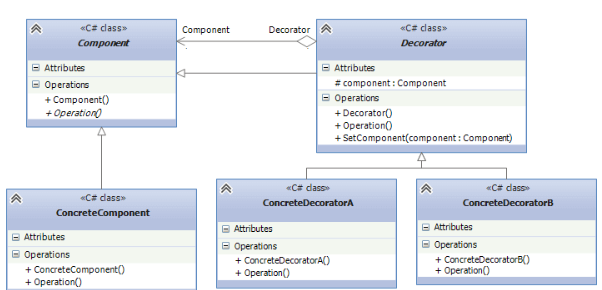 «C# class»
Component
Attributes
Operations
+ Component()
+ Operation()
Component
Decorator
«C# class»
Decorator
Attributes
# component : Component
Operations
+ Decorator()
+ Operation()
+ SetComponent(component : Component)
«C# class»
ConcreteComponent
Attributes
Operations
+ ConcreteComponent()
+ Operation()
«C# class»
ConcreteDecoratorA
Attributes
Operations
+ ConcreteDecoratorA()
+ Operation()
«C# class»
ConcreteDecoratorB
Attributes
Operations
+ ConcreteDecoratorB()
+ Operation()